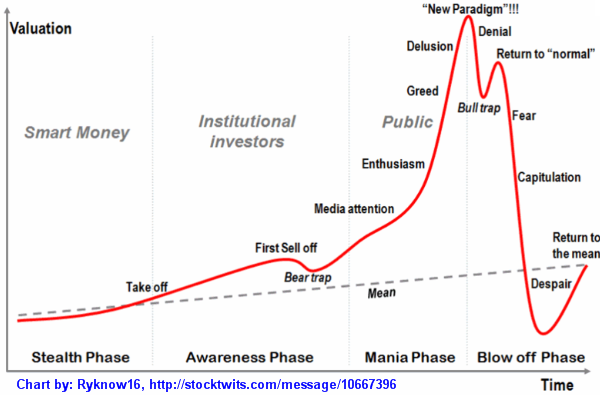 “New Paradigm”!!!
Valuation
Denial
Delusion
Return to “normal”
Greed
Bull trap
Fear
Smart Money
Institutional
investors
Public
Enthusiasm
Capitulation
Media attention
First Sell off
Bear trap
Return to
the mean
Take off
Mean
Despair
Stealth Phase
Awareness Phase
Mania Phase
Blow off Phase
Chart by: Ryknow16, http://stocktwits.com/message/10667396
Time